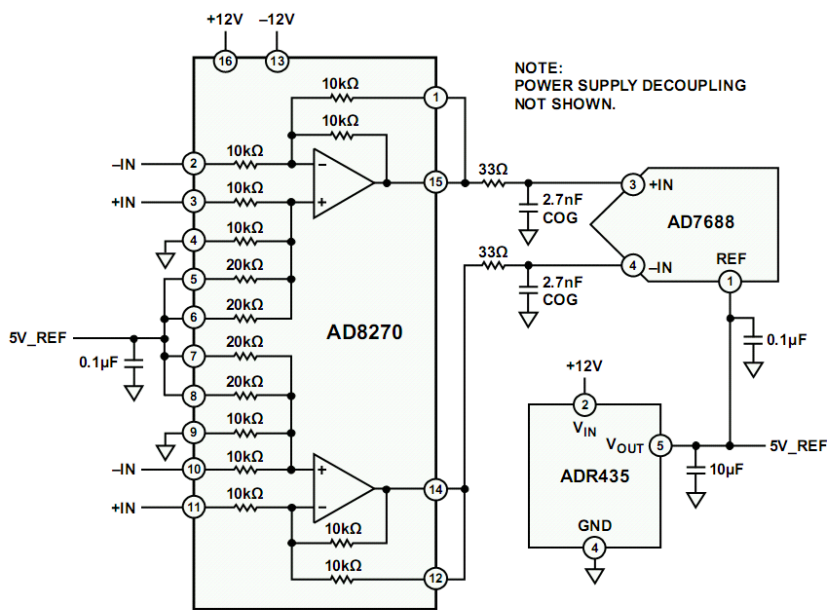 +12V
–12V
16
13
NOTE:
POWER SUPPLY DECOUPLING
NOT SHOWN.
10kΩ
1
10kΩ
–IN
2
10kΩ
–
15
33Ω
3
+IN
+IN
3
10kΩ
+
2.7nF
COG
AD7688
4
10kΩ
5
20kΩ
33Ω
4
–IN
REF
1
6
20kΩ
2.7nF
COG
AD8270
5V_REF
0.1µF
7
20kΩ
0.1µF
8
20kΩ
+12V
9
10kΩ
2
VIN
VOUT
5
5V_REF
–IN
10
10kΩ
+
14
ADR435
10µF
+IN
11
10kΩ
–
10kΩ
GND
4
10kΩ
12